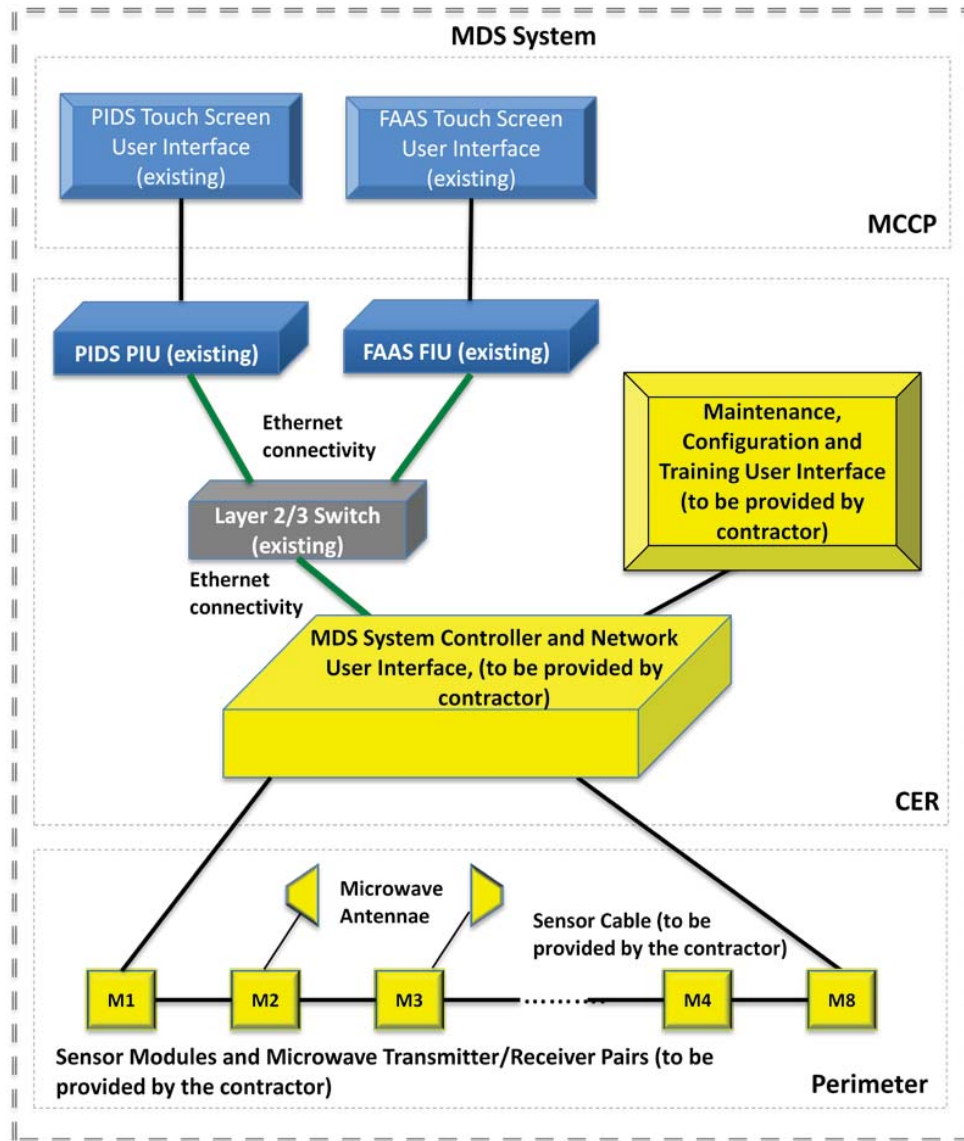 MDS System
PIDS Touch Screen
User Interface
(existing)
FAAS Touch Screen
User Interface
(existing)
MCCP
PIDS PIU (existing)
FAAS FIU (existing)
Ethernet
connectivity
Maintenance,
Configuration and
Training User Interface
(to be provided by
contractor)
Layer 2/3 Switch
(existing)
Ethernet
connectivity
MDS System Controller and Network
User Interface, (to be provided by
contractor)
CER
Microwave
Antennae
Sensor Cable (to be
provided by the contractor)
M1
M2
M3
M4
M8
Sensor Modules and Microwave Transmitter/Receiver Pairs (to be
provided by the contractor)
Perimeter